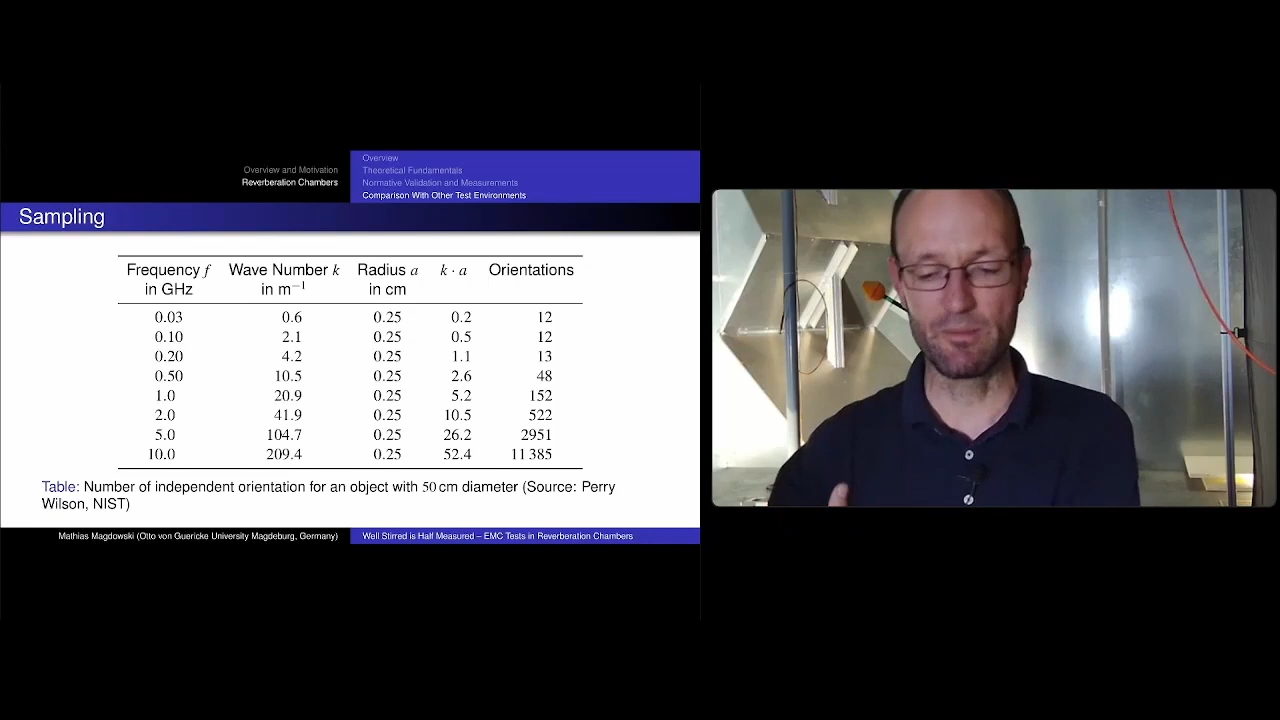 Overview and Motivation
Reverberation Chambers
Overview
Theoretical Fundamentals
Normative Validation and Measurements
Comparison With Other Test Environments
Sampling
Frequency f Wave Number k Radius a k · a Orientations
in GHz in m⁻¹ in cm
0.03 0.6 0.25 0.2 12
0.10 2.1 0.25 0.5 12
0.20 4.2 0.25 1.1 13
0.50 10.5 0.25 2.6 48
1.0 20.9 0.25 5.2 152
2.0 41.9 0.25 10.5 522
5.0 104.7 0.25 26.2 2951
10.0 209.4 0.25 52.4 11 385
Table: Number of independent orientation for an object with 50 cm diameter (Source: Perry
Wilson, NIST)
Mathias Magdowski (Otto von Guericke University Magdeburg, Germany)
Well Stirred is Half Measured – EMC Tests in Reverberation Chambers